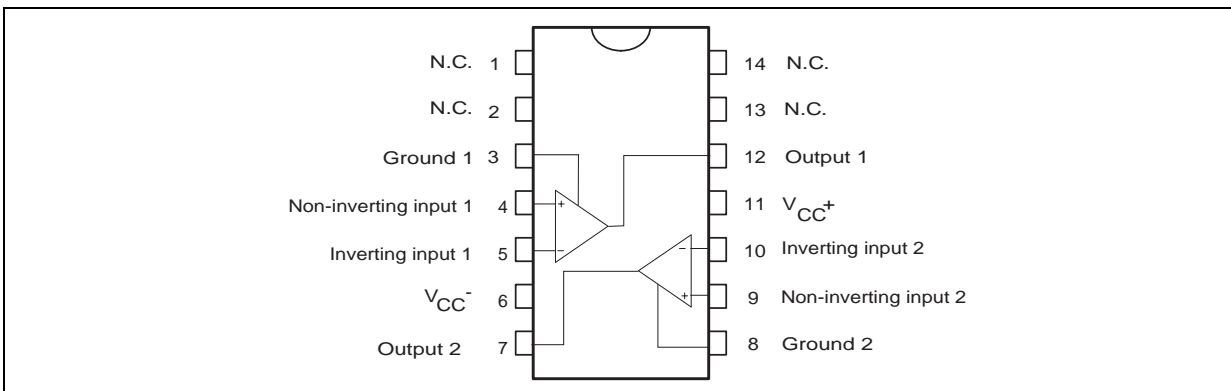 N.C. 1
14 N.C.
N.C. 2
13 N.C.
Ground 1 3
12 Output 1
Non-inverting input 1 4
+
11 VCC+
Inverting input 1 5
−
−
10 Inverting input 2
VCC- 6
+
9 Non-inverting input 2
Output 2 7
8 Ground 2